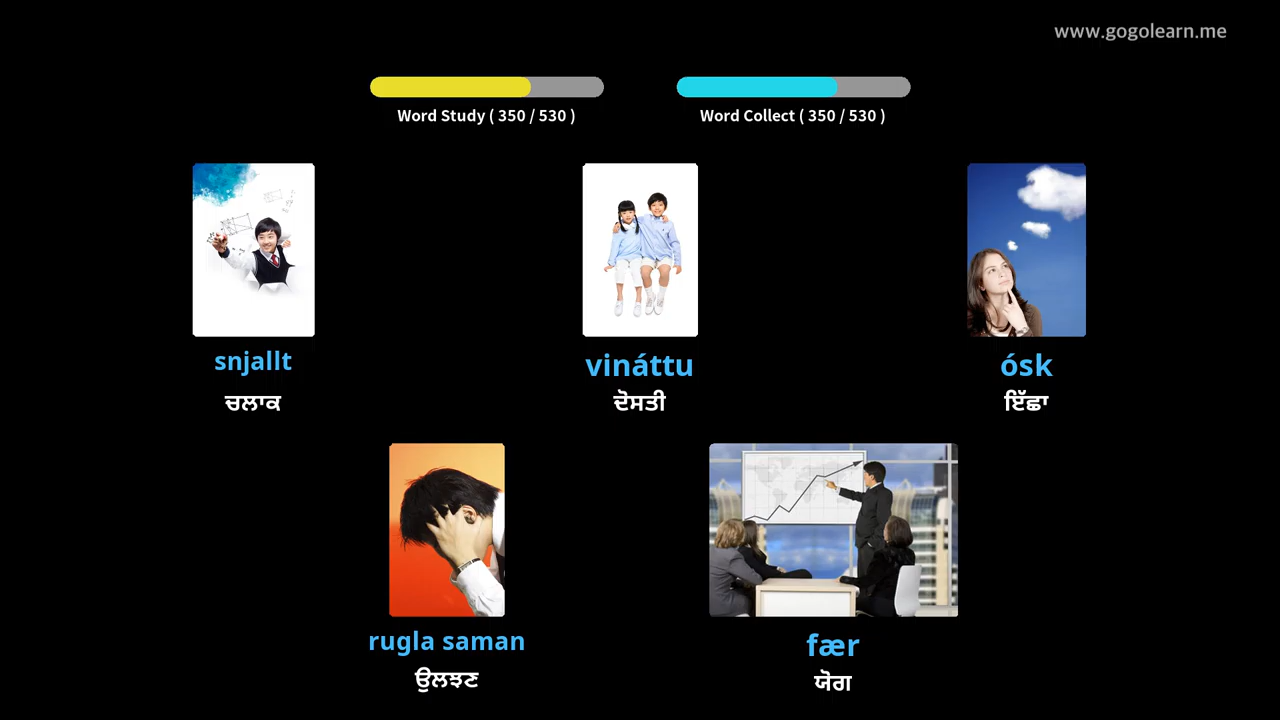 www.gogolearn.me
Word Study ( 350 / 530 )
Word Collect ( 350 / 530 )
snjallt
ਚਲਾਕ
vináttu
ਦੋਸਤੀ
ósk
ਇੱਛਾ
rugla saman
ਉਲਝਣ
fær
ਯੋਗ